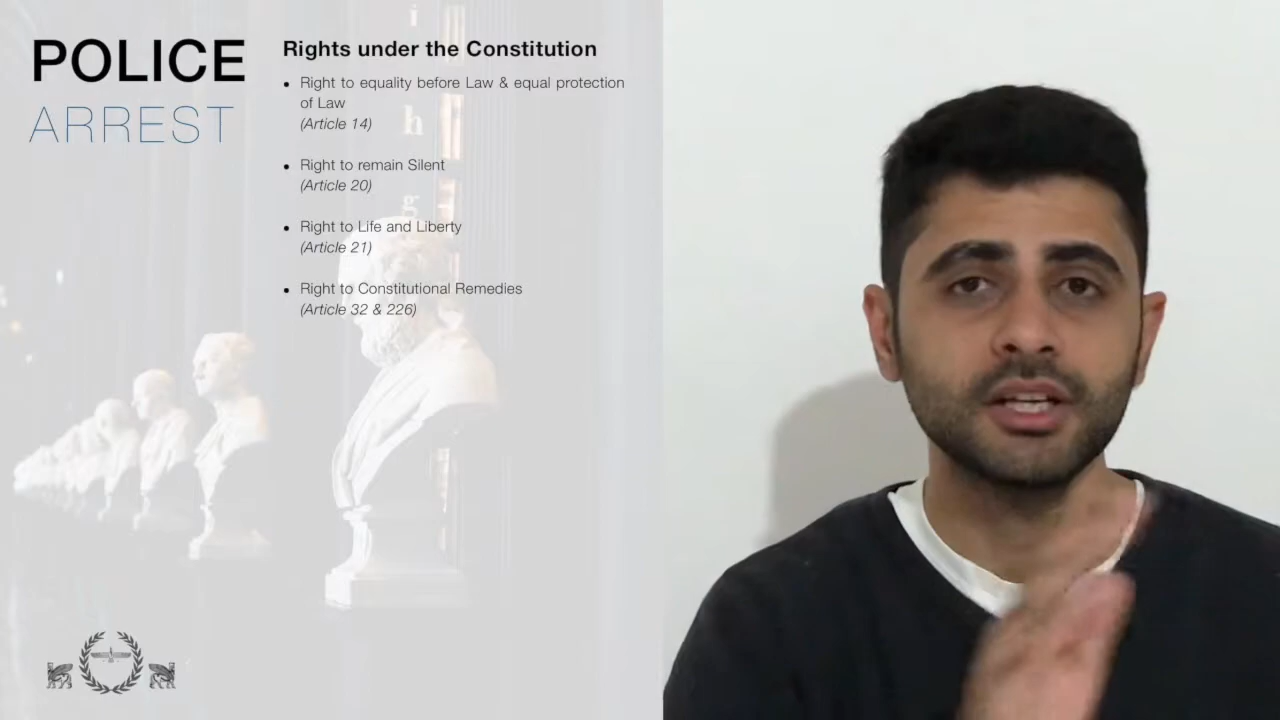 POLICE
ARREST
Rights under the Constitution
• Right to equality before Law & equal protection
of Law
(Article 14)
• Right to remain Silent
(Article 20)
• Right to Life and Liberty
(Article 21)
• Right to Constitutional Remedies
(Article 32 & 226)
i
h
g